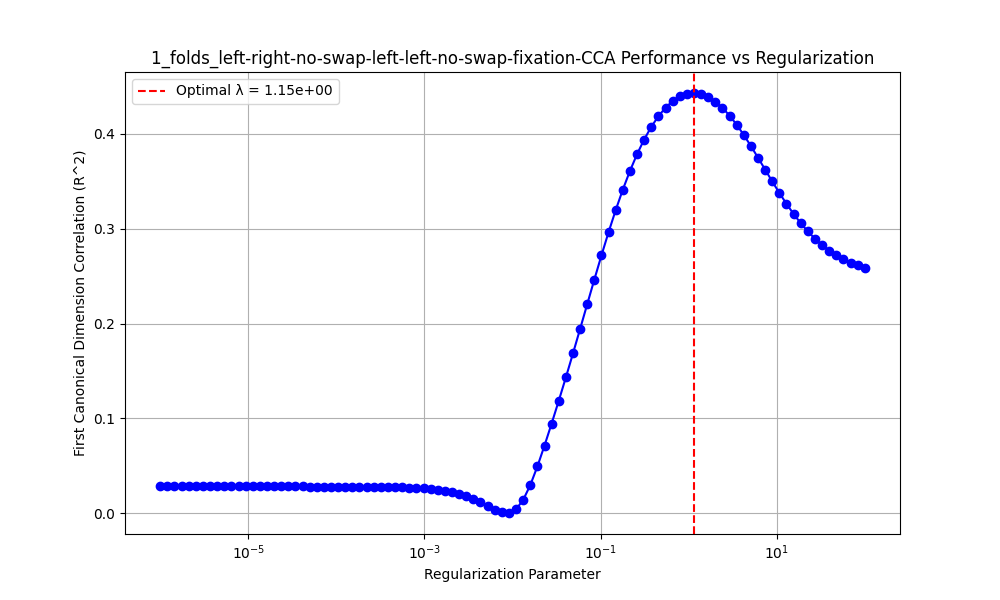 1_folds_left-right-no-swap-left-left-no-swap-fixation-CCA Performance vs Regularization
Optimal λ = 1.15e+00
First Canonical Dimension Correlation (R^2)
0.4
0.3
0.2
0.1
0.0
10⁻⁵ 10⁻³ 10⁻¹ 10¹
Regularization Parameter